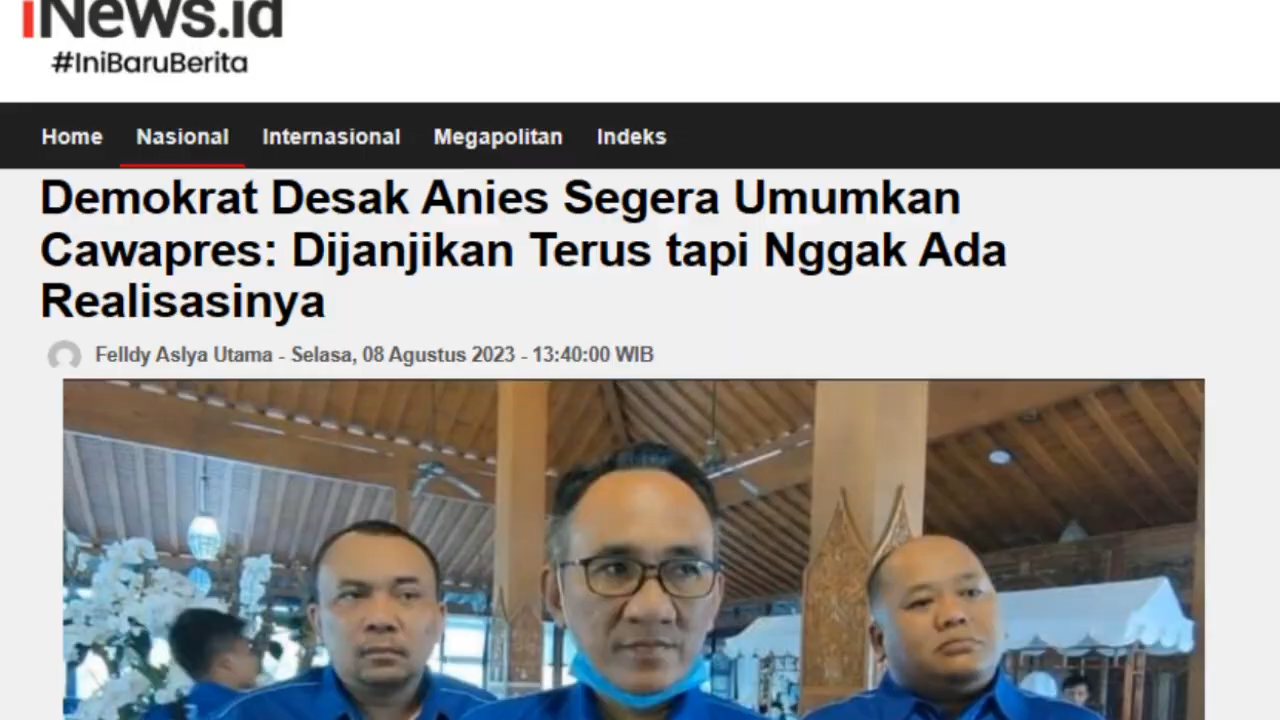 iNews.id
#IniBaruBerita
Home Nasional Internasional Megapolitan Indeks
Demokrat Desak Anies Segera Umumkan
Cawapres: Dijanjikan Terus tapi Nggak Ada
Realisasinya
Felldy Aslya Utama - Selasa, 08 Agustus 2023 - 13:40:00 WIB